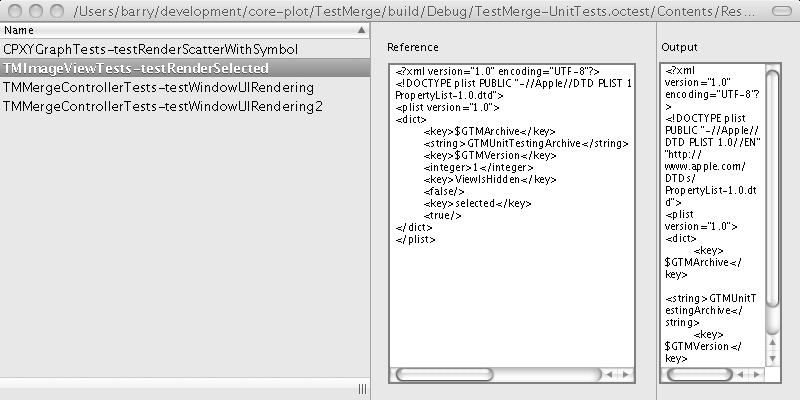 /Users/barry/development/core-plot/TestMerge/build/Debug/TestMerge-UnitTests.octest/Contents/Res...
Name
CPXYGraphTests-testRenderScatterWithSymbol
TMImageViewTests-testRenderSelected
TMMergeControllerTests-testWindowUIRendering
TMMergeControllerTests-testWindowUIRendering2
Reference
<?xml version="1.0" encoding="UTF-8"?>
<!DOCTYPE plist PUBLIC "-//Apple//DTD PLIST 1
PropertyList-1.0.dtd">
<plist version="1.0">
<dict>
<key>$GTMArchive</key>
<string>GTMUnitTestingArchive</string>
<key>$GTMVersion</key>
<integer>1</integer>
<key>ViewIsHidden</key>
<false/>
<key>selected</key>
<true/>
</dict>
</plist>
Output
<?xml
version="1.0"
encoding="UTF-8"?
>
<!DOCTYPE plist
PUBLIC "-//Apple//
DTD PLIST 1.0//EN"
"http://
www.apple.com/
DTDs/
PropertyList-1.0.dt
d">
<plist
version="1.0">
<dict>
<key>
$GTMArchive</
key>
<string>GTMUnitT
estingArchive</
string>
<key>
$GTMVersion</
key>